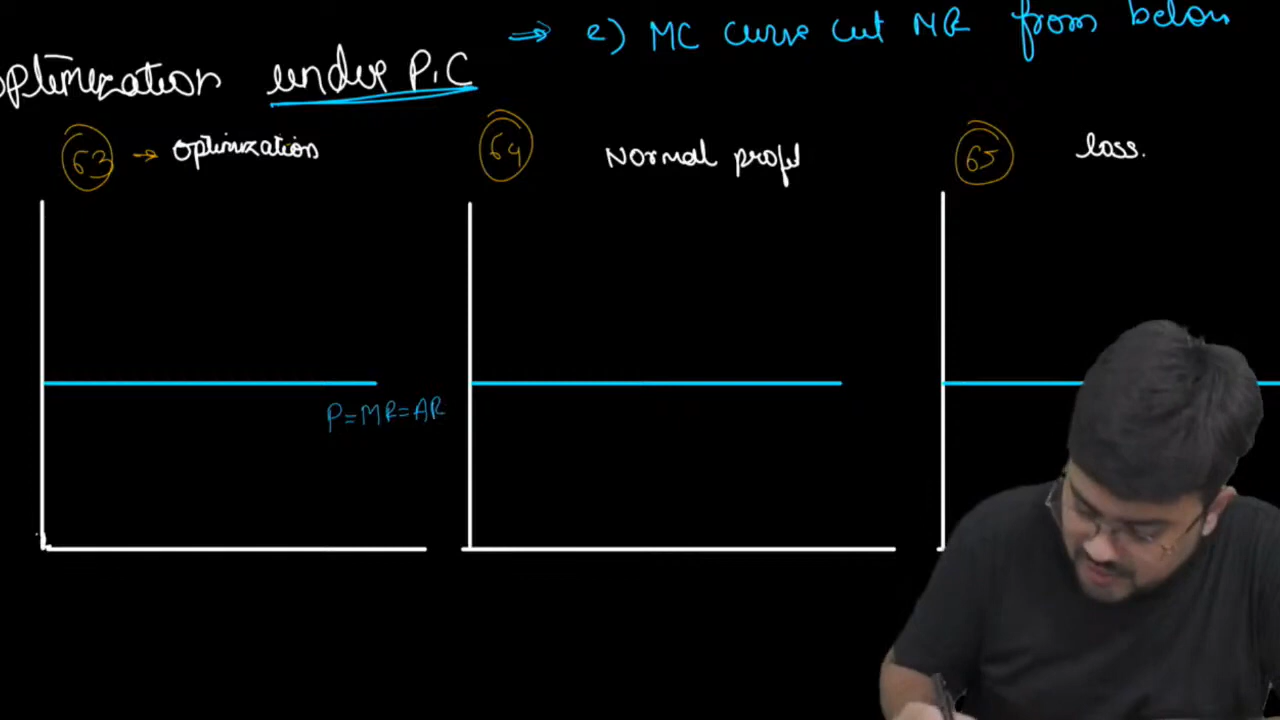 ⇒ e) MC curve cut MR from below
optimization under P.C
63 → optimization
64 Normal profit
65 loss.
P=MR=AR